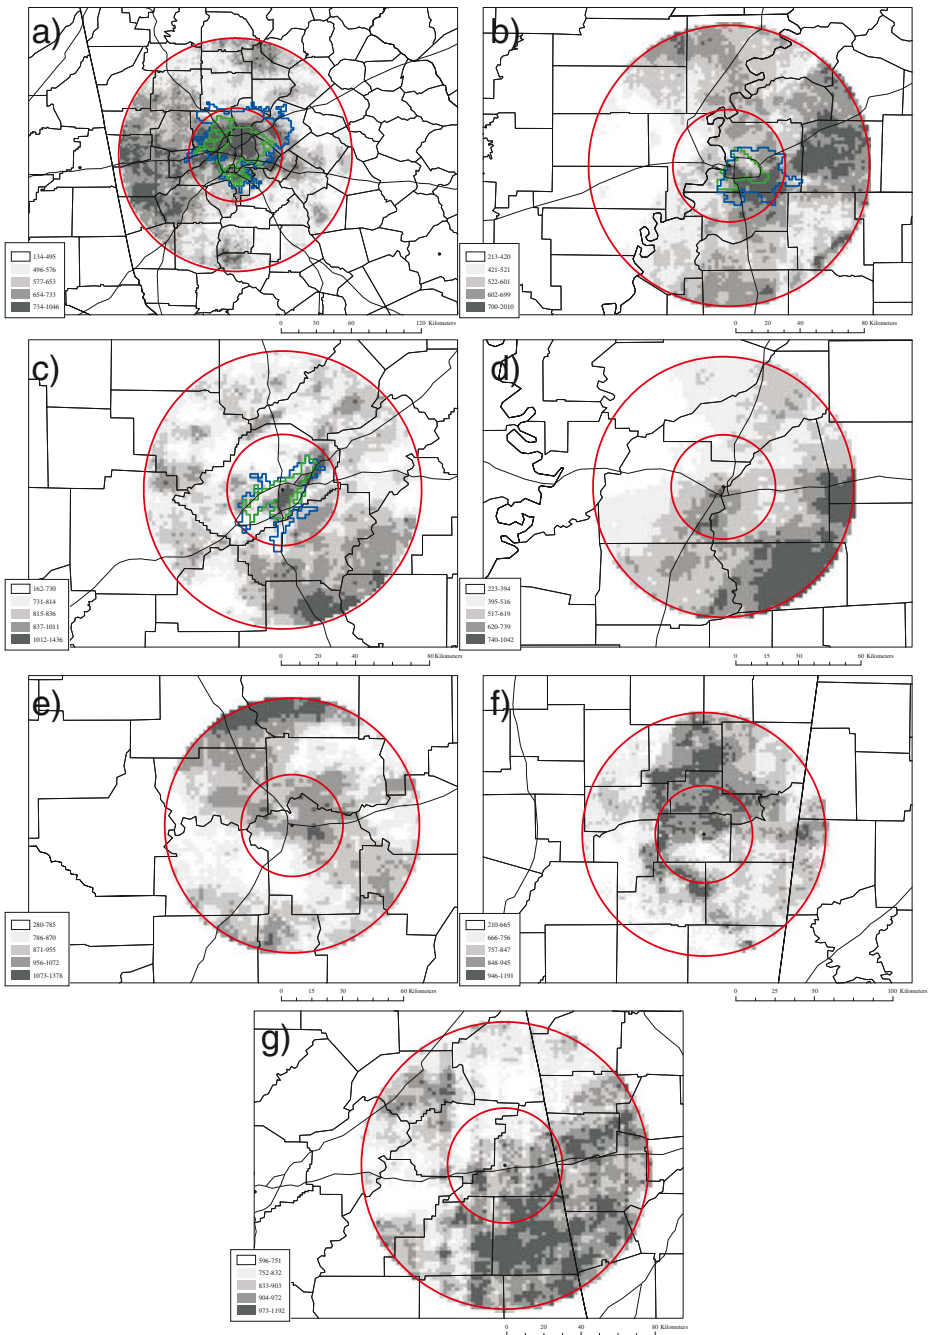 a)
134-495
496-576
577-653
654-733
734-1046
0 30 60 120 Kilometers
b)
213-420
421-521
522-601
602-699
700-2010
0 20 40 80 Kilometers
c)
162-730
731-814
815-836
837-1011
1012-1436
0 20 40 80 Kilometers
d)
223-394
395-516
517-619
620-739
740-1042
0 15 30 60 Kilometers
e)
280-785
786-870
871-955
956-1072
1073-1378
0 15 30 60 Kilometers
f)
210-665
666-756
757-847
848-945
946-1191
0 25 50 100 Kilometers
g)
596-751
752-832
833-903
904-972
973-1192
0 20 40 80 Kilometers